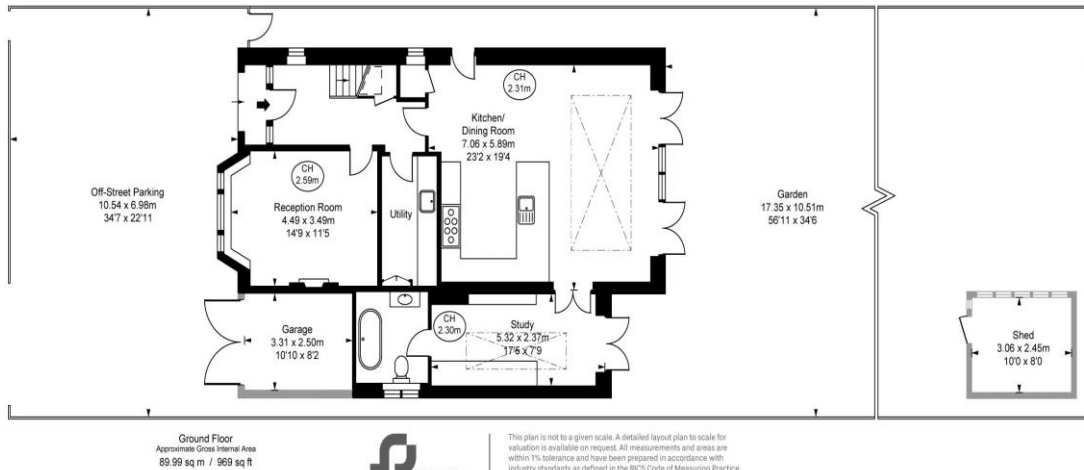 CH
2.31m
Kitchen/
Dining Room
7.06 x 5.89m
23'2 x 19'4
CH
2.59m
Off-Street Parking
10.54 x 6.98m
34'7 x 22'11
Reception Room
4.49 x 3.49m
14'9 x 11'5
Utility
Garden
17.35 x 10.51m
56'11 x 34'6
Garage
3.31 x 2.50m
10'10 x 8'2
CH
2.30m
Study
5.32 x 2.37m
17'5 x 7'9
Shed
3.06 x 2.45m
10'0 x 8'0
Ground Floor
Approximate Gross Internal Area
89.99 sq m / 969 sq ft
This plan is not to a given scale. A detailed layout plan to scale for
valuation is available on request. All measurements and areas are
within 1% tolerance and have been prepared in accordance with
industry standards as defined in the RICS Code of Measuring Practice